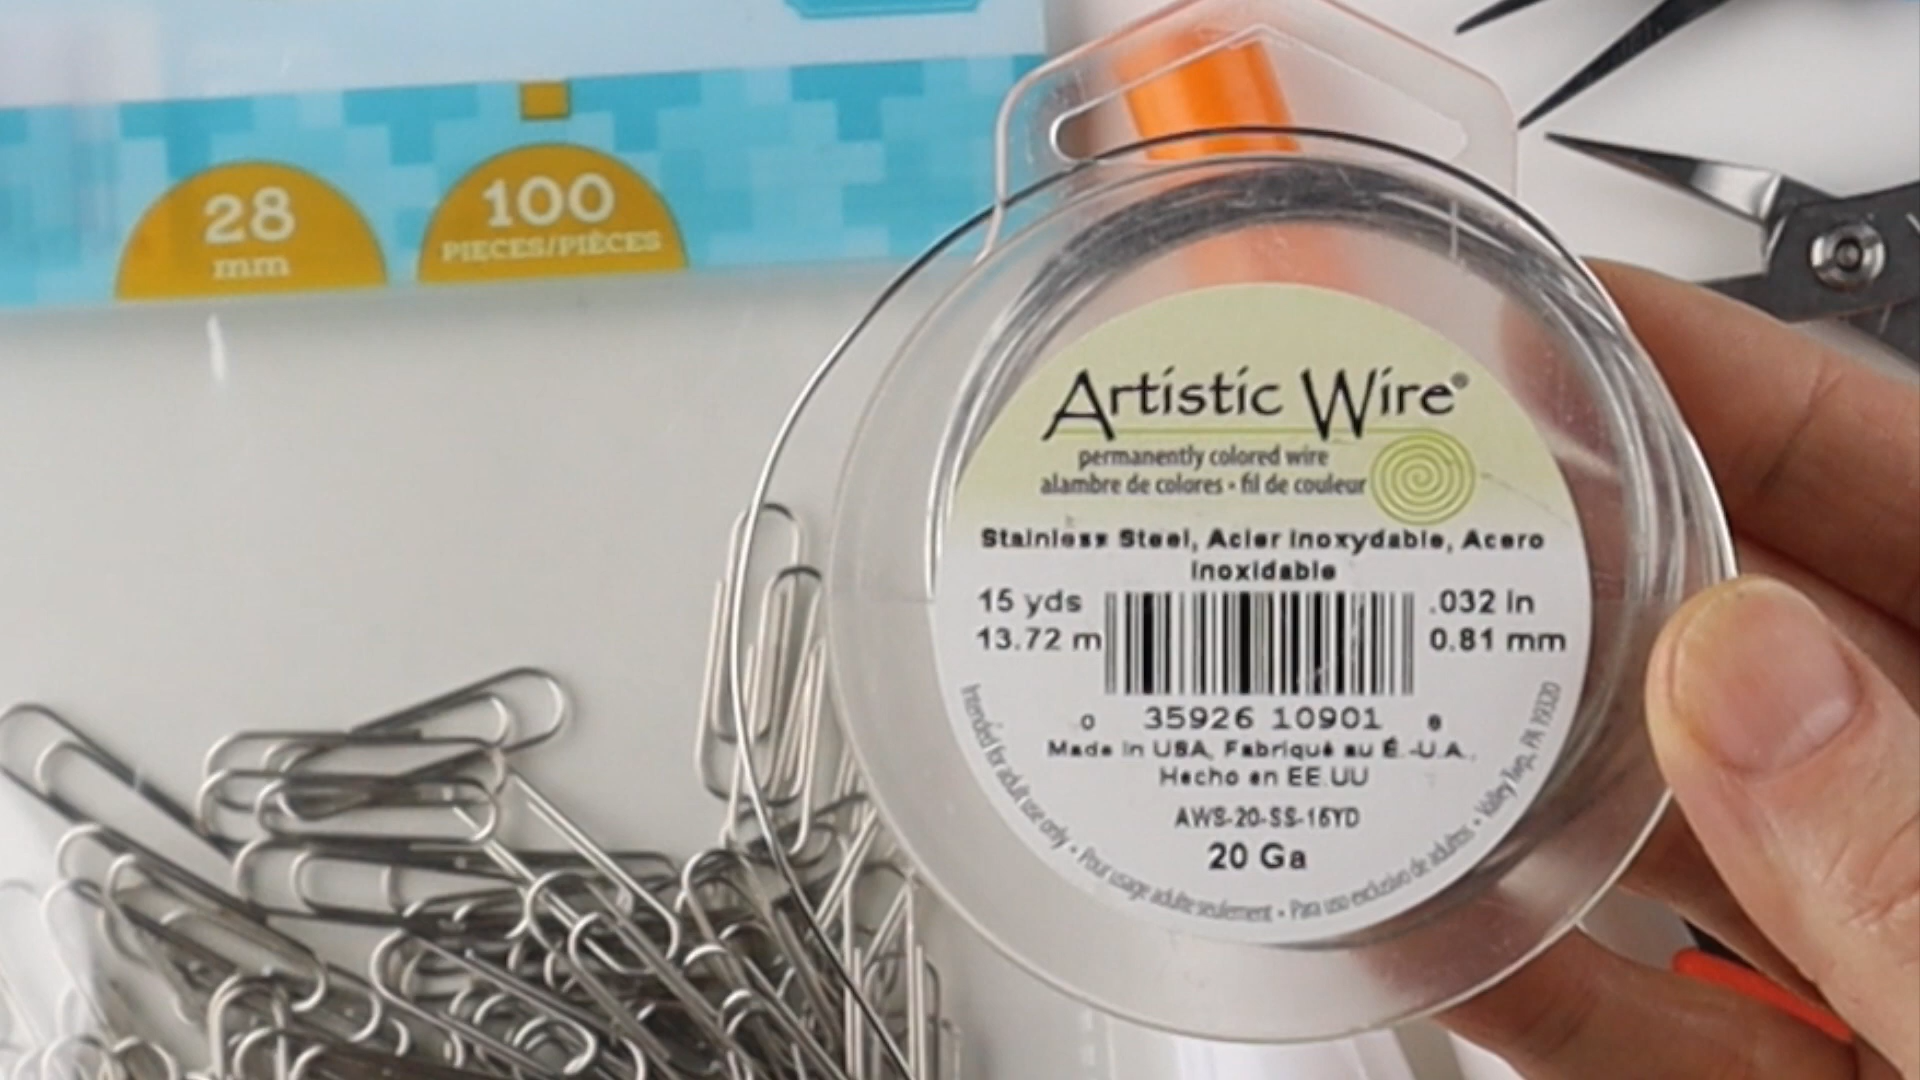 28
mm
100
PIECES/PIÈCES
Artistic Wire®
permanently colored wire
alambre de colores • fil de couleur
Stainless Steel, Acier Inoxydable, Acero
Inoxidable
15 yds
13.72 m
.032 in
0.81 mm
0 35926 10901 8
Made in USA, Fabriqué au É.-U.A.,
Hecho en EE.UU
AWS-20-SS-15YD
20 Ga
Intended for adult use only • Pour usage adulte seulement • Para uso exclusivo de adultos • Valley Twp, PA 19320